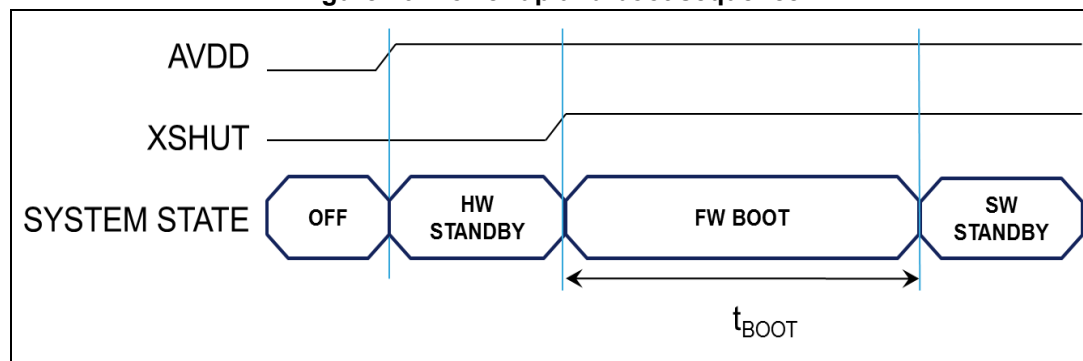 AVDD
XSHUT
SYSTEM STATE
OFF
HW
STANDBY
FW BOOT
SW
STANDBY
tBOOT